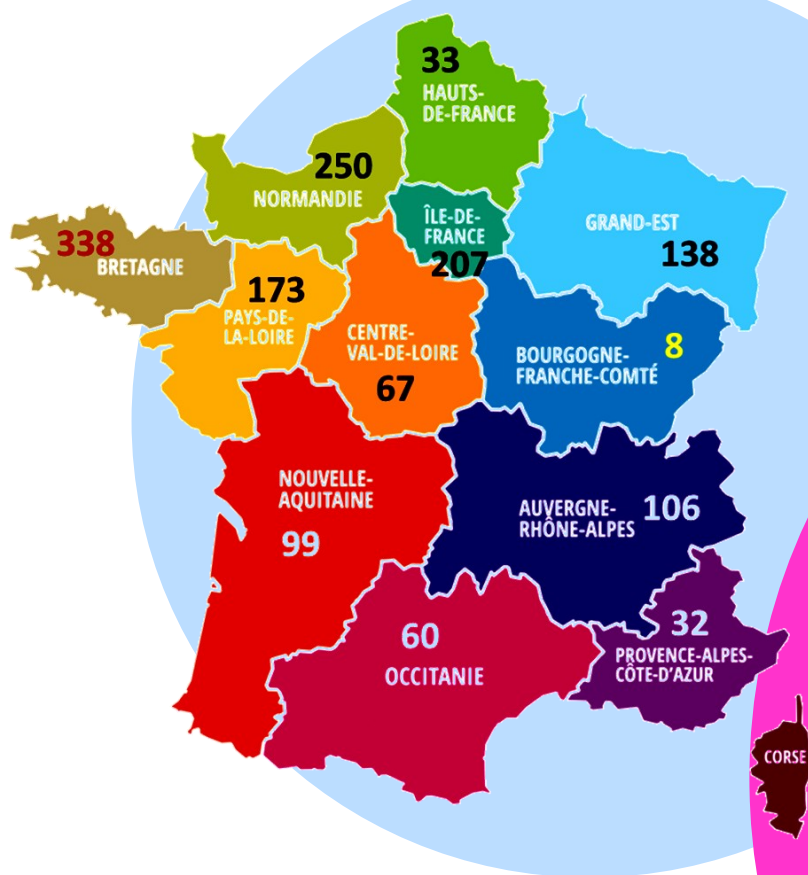 33
HAUTS-
DE-FRANCE
250
NORMANDIE
ÎLE-DE-
FRANCE
207
GRAND-EST
138
338
BRETAGNE
173
PAYS-DE-
LA-LOIRE
CENTRE-
VAL-DE-LOIRE
67
8
BOURGOGNE-
FRANCHE-COMTÉ
NOUVELLE-
AQUITAINE
99
AUVERGNE-
RHÔNE-ALPES
106
60
OCCITANIE
32
PROVENCE-ALPES-
CÔTE-D'AZUR
CORSE